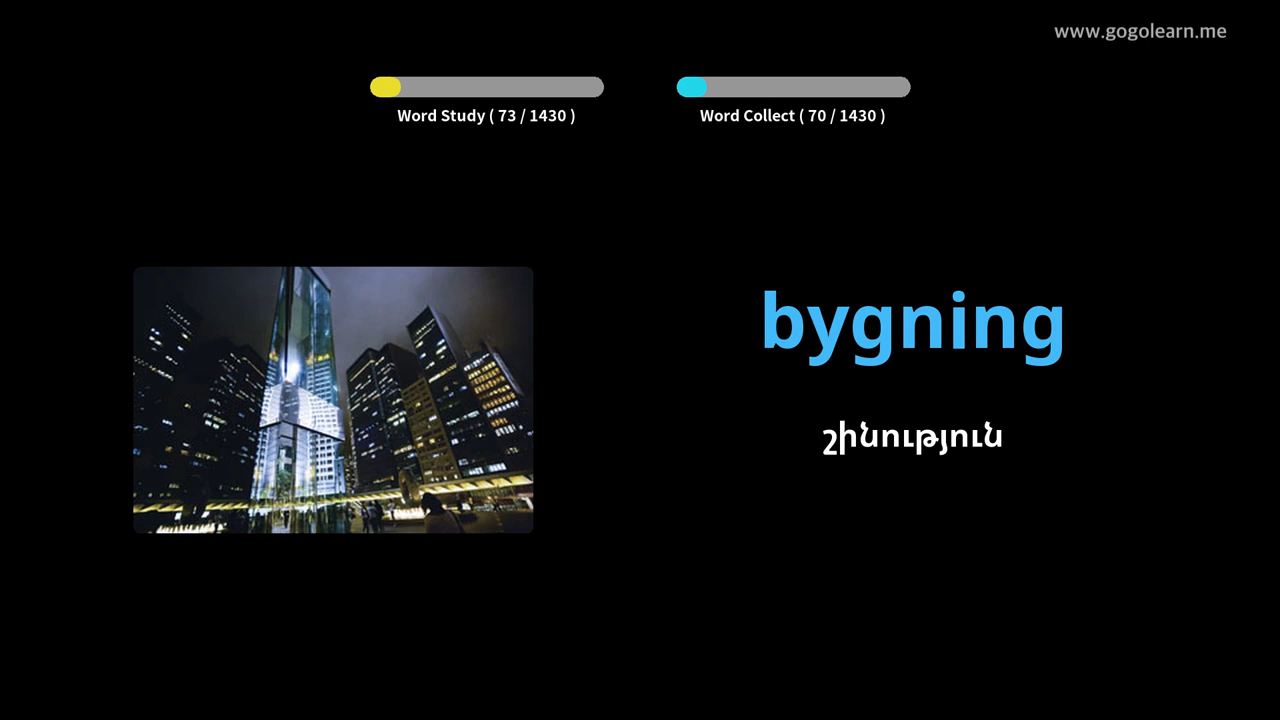 www.gogolearn.me
Word Study ( 73 / 1430 )
Word Collect ( 70 / 1430 )
bygning
շինություն